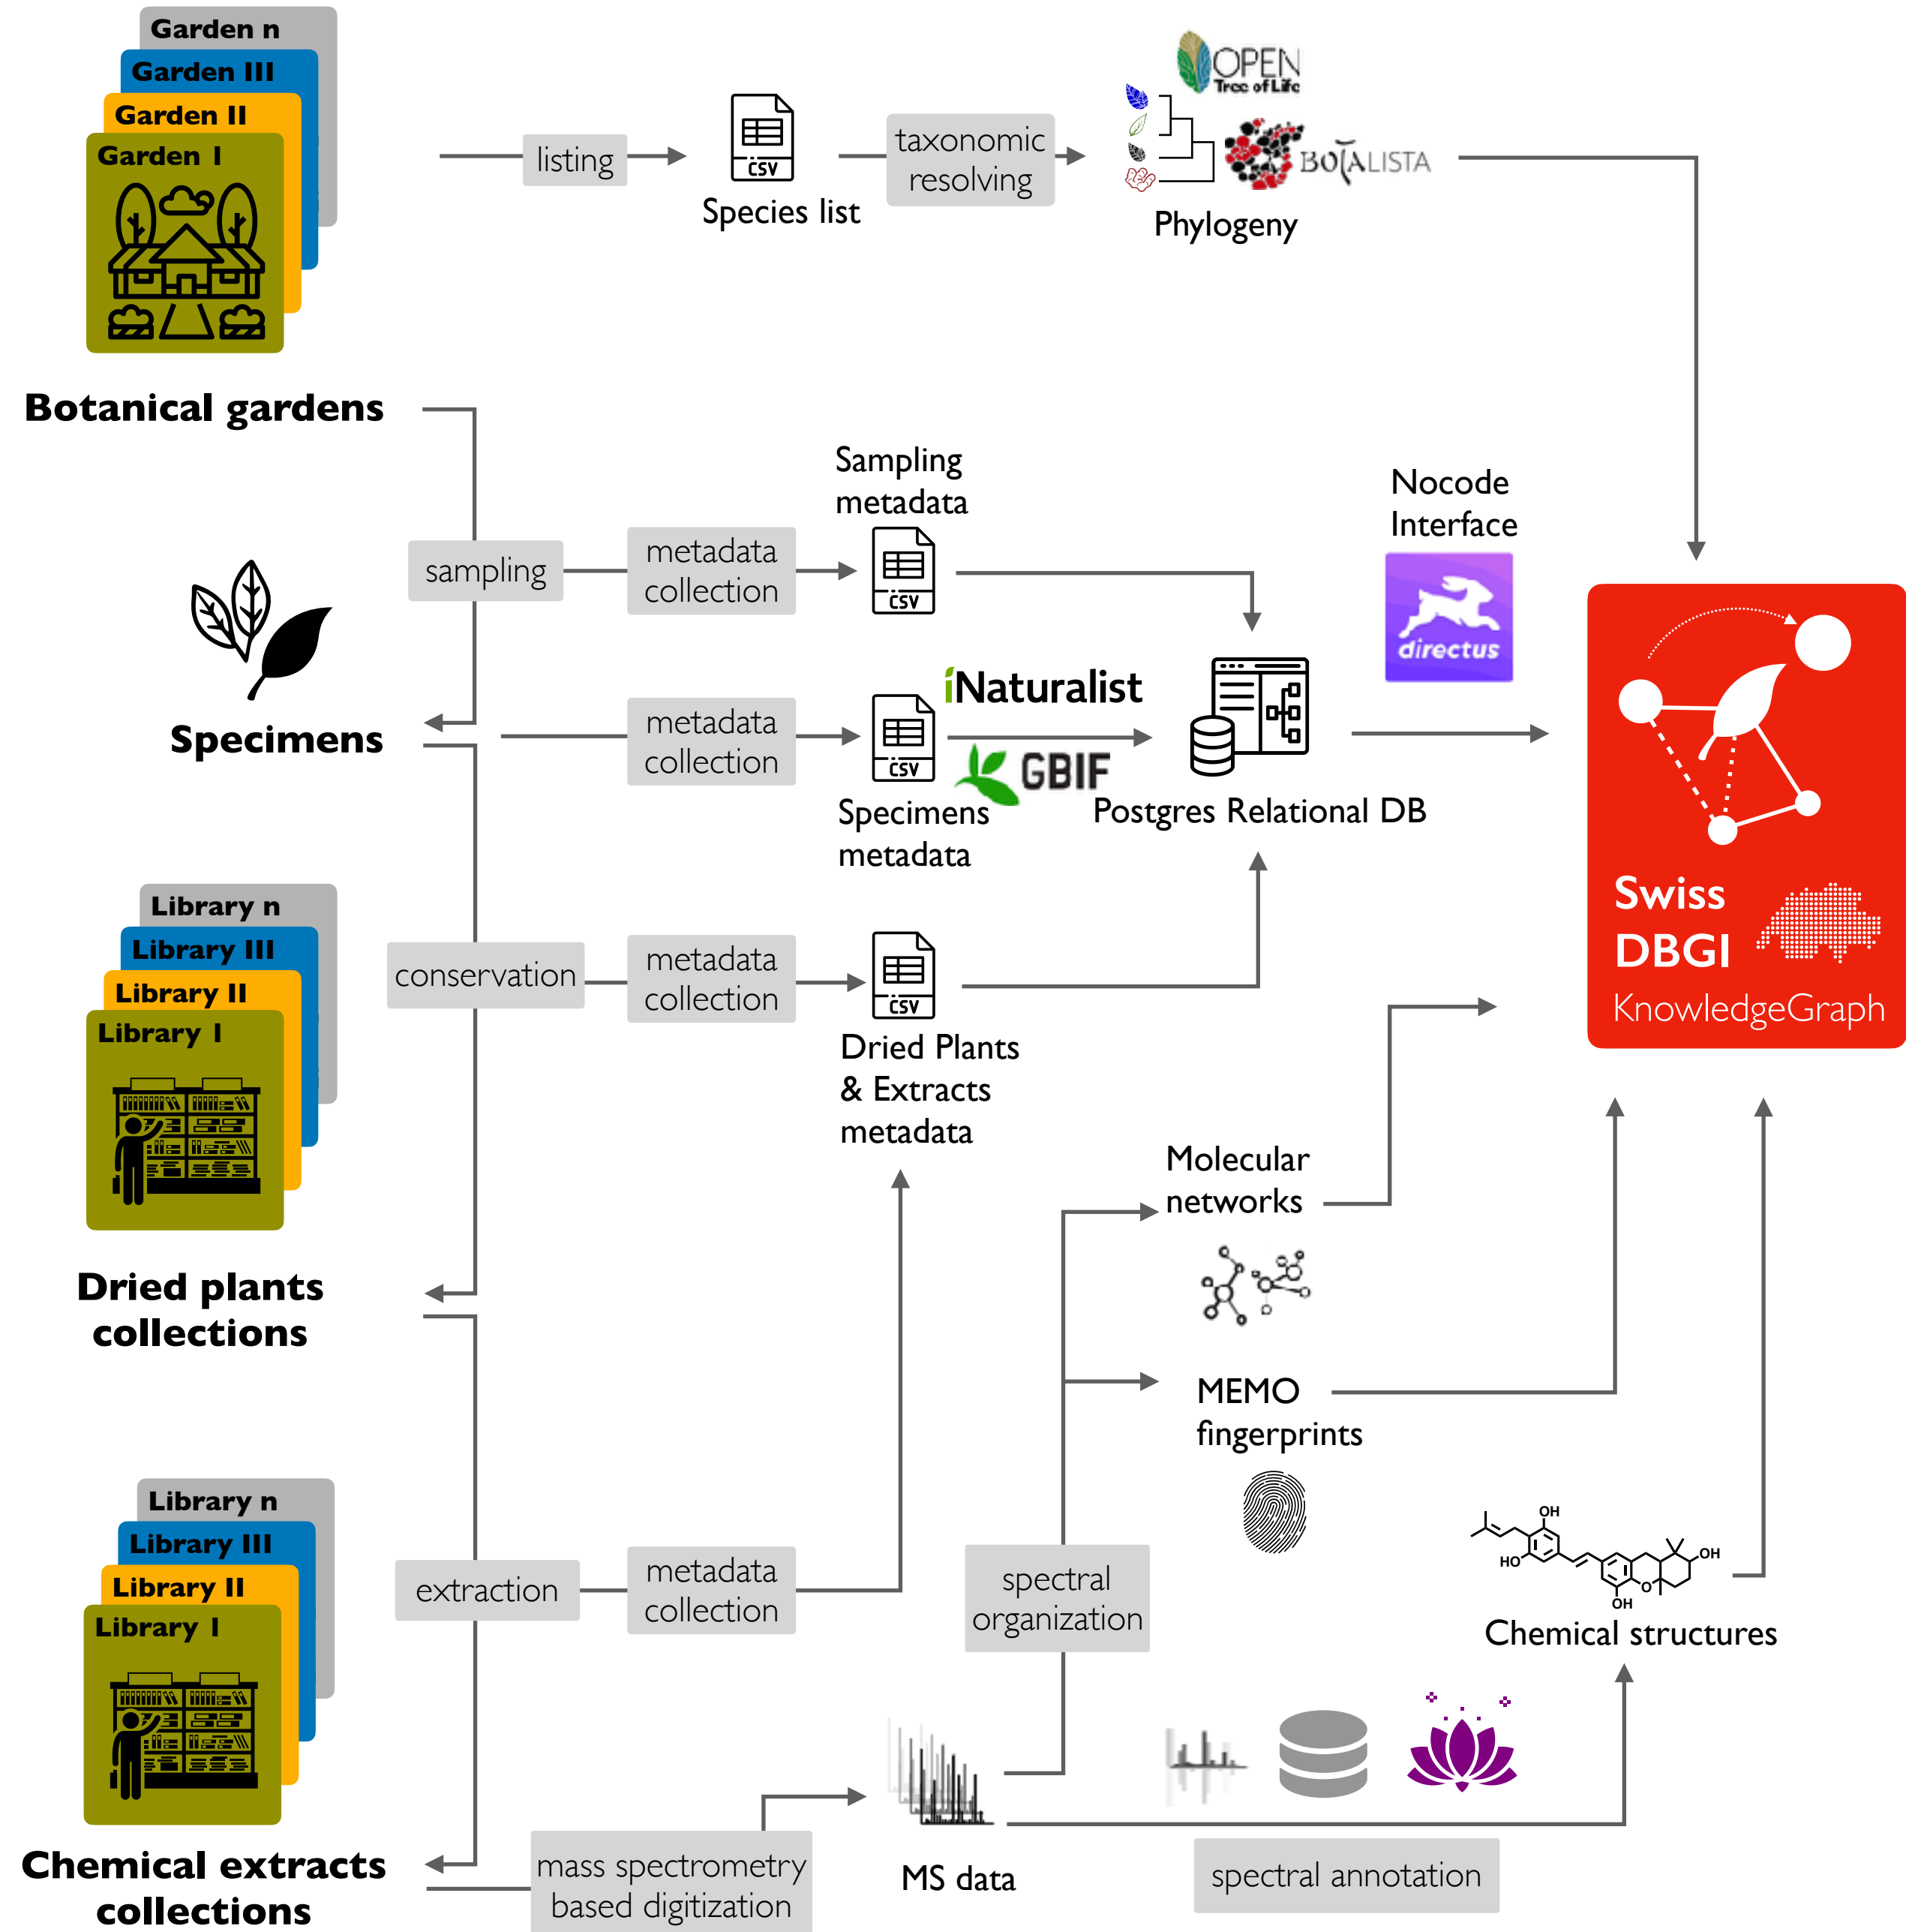 Garden n
Garden III
Garden II
Garden I
Botanical gardens
listing
CSV
Species list
taxonomic
resolving
OPEN
Tree of Life
BOTALISTA
Phylogeny
sampling
metadata
collection
Sampling
metadata
CSV
Nocode
Interface
directus
Specimens
metadata
collection
CSV
iNaturalist
GBIF
Specimens
metadata
Postgres Relational DB
Swiss
DBGI
KnowledgeGraph
Library n
Library III
Library II
Library I
Dried plants
collections
conservation
metadata
collection
CSV
Dried Plants
& Extracts
metadata
Molecular
networks
MEMO
fingerprints
Library n
Library III
Library II
Library I
Chemical extracts
collections
extraction
metadata
collection
spectral
organization
OH
HO
OH
O
OH
Chemical structures
mass spectrometry
based digitization
MS data
spectral annotation